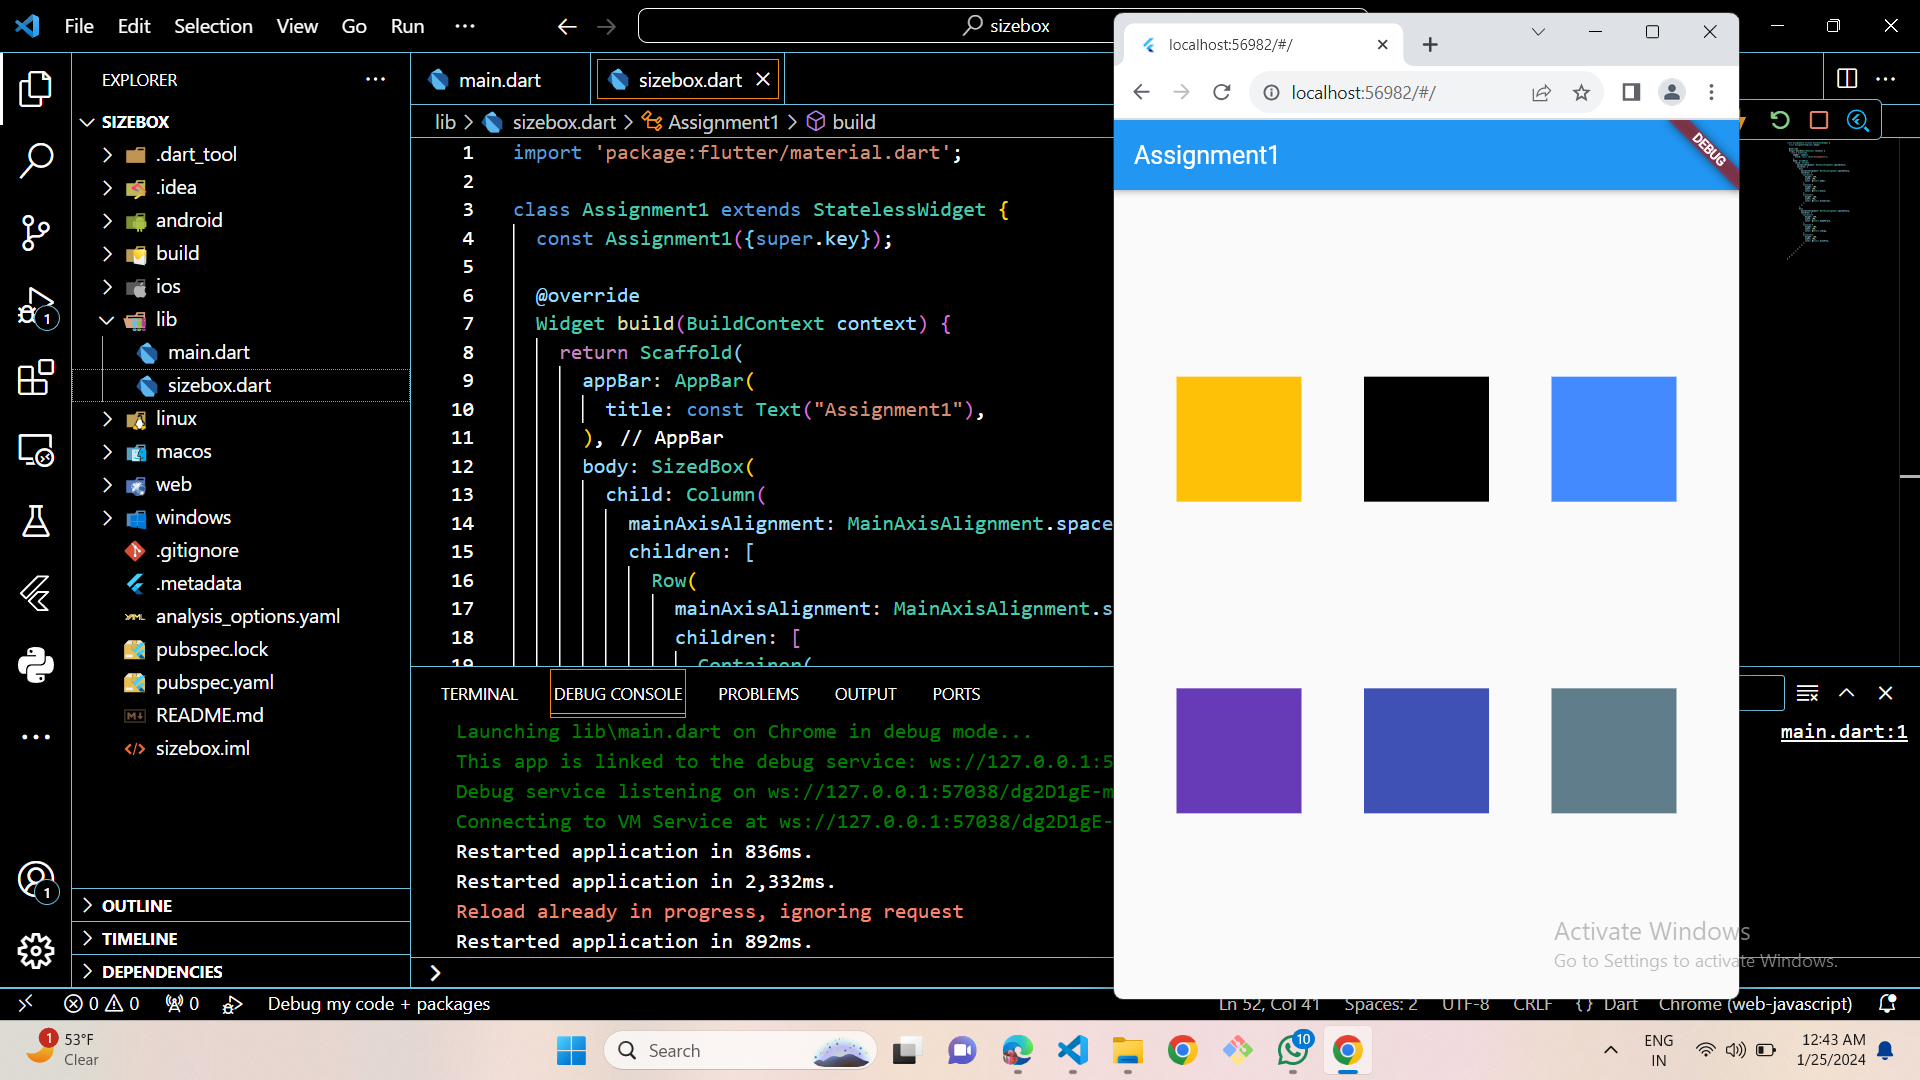 File Edit Selection View Go Run ···
sizebox
EXPLORER
SIZEBOX
.dart_tool
.idea
android
build
ios
lib
main.dart
sizebox.dart
linux
macos
web
windows
.gitignore
.metadata
analysis_options.yaml
pubspec.lock
pubspec.yaml
README.md
sizebox.iml
OUTLINE
TIMELINE
DEPENDENCIES
main.dart sizebox.dart
lib > sizebox.dart > Assignment1 > build
1 import 'package:flutter/material.dart';
2
3 class Assignment1 extends StatelessWidget {
4 const Assignment1({super.key});
5
6 @override
7 Widget build(BuildContext context) {
8 return Scaffold(
9 appBar: AppBar(
10 title: const Text("Assignment1"),
11 ), // AppBar
12 body: SizedBox(
13 child: Column(
14 mainAxisAlignment: MainAxisAlignment.space
15 children: [
16 Row(
17 mainAxisAlignment: MainAxisAlignment.s
18 children: [
19 Container(
TERMINAL DEBUG CONSOLE PROBLEMS OUTPUT PORTS
Launching lib\main.dart on Chrome in debug mode...
main.dart:1
This app is linked to the debug service: ws://127.0.0.1:5
Debug service listening on ws://127.0.0.1:57038/dg2D1gE-m
Connecting to VM Service at ws://127.0.0.1:57038/dg2D1gE-
Restarted application in 836ms.
Restarted application in 2,332ms.
Reload already in progress, ignoring request
Restarted application in 892ms.
localhost:56982/#/
localhost:56982/#/
Assignment1
DEBUG
Activate Windows
Go to Settings to activate Windows.
1
1
0 0 0 Debug my code + packages
Ln 52, Col 41 Spaces: 2 UTF-8 CRLF {} Dart Chrome (web-javascript)
1
53°F
Clear
Search
10
ENG
IN
12:43 AM
1/25/2024